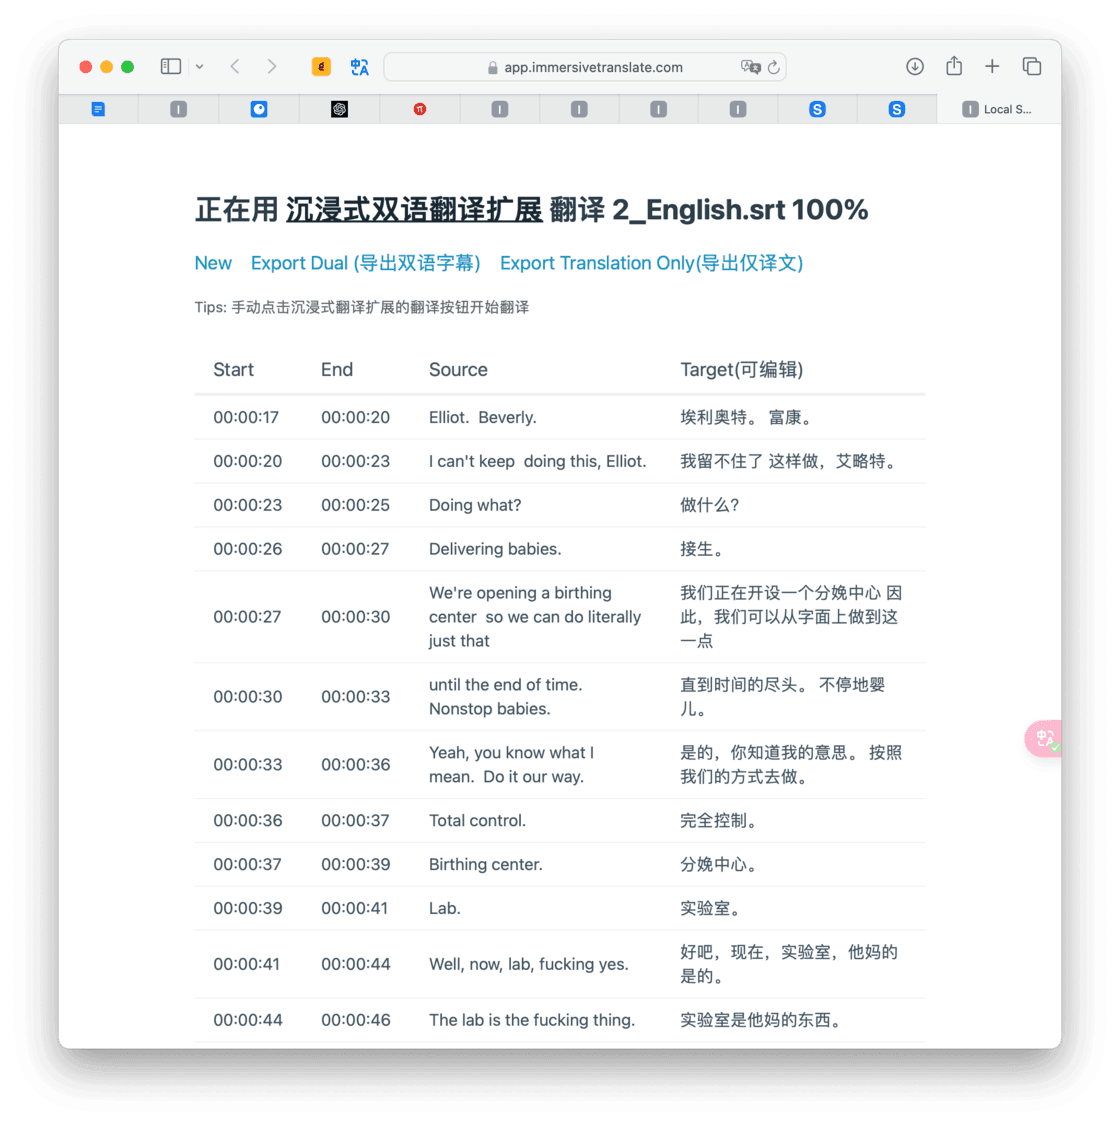 app.immersivetranslate.com
Local S...
正在用 沉浸式双语翻译扩展 翻译 2_English.srt 100%
New Export Dual (导出双语字幕) Export Translation Only(导出仅译文)
Tips: 手动点击沉浸式翻译扩展的翻译按钮开始翻译
Start End Source Target(可编辑)
00:00:17 00:00:20 Elliot. Beverly. 埃利奥特。 富康。
00:00:20 00:00:23 I can't keep doing this, Elliot. 我留不住了 这样做，艾略特。
00:00:23 00:00:25 Doing what? 做什么?
00:00:26 00:00:27 Delivering babies. 接生。
00:00:27 00:00:30 We're opening a birthing
center so we can do literally
just that
我们正在开设一个分娩中心 因
此，我们可以从字面上做到这
一点
00:00:30 00:00:33 until the end of time.
Nonstop babies.
直到时间的尽头。 不停地婴
儿。
00:00:33 00:00:36 Yeah, you know what I
mean. Do it our way.
是的，你知道我的意思。 按照
我们的方式去做。
00:00:36 00:00:37 Total control. 完全控制。
00:00:37 00:00:39 Birthing center. 分娩中心。
00:00:39 00:00:41 Lab. 实验室。
00:00:41 00:00:44 Well, now, lab, fucking yes. 好吧，现在，实验室，他妈的
是的。
00:00:44 00:00:46 The lab is the fucking thing. 实验室是他妈的东西。